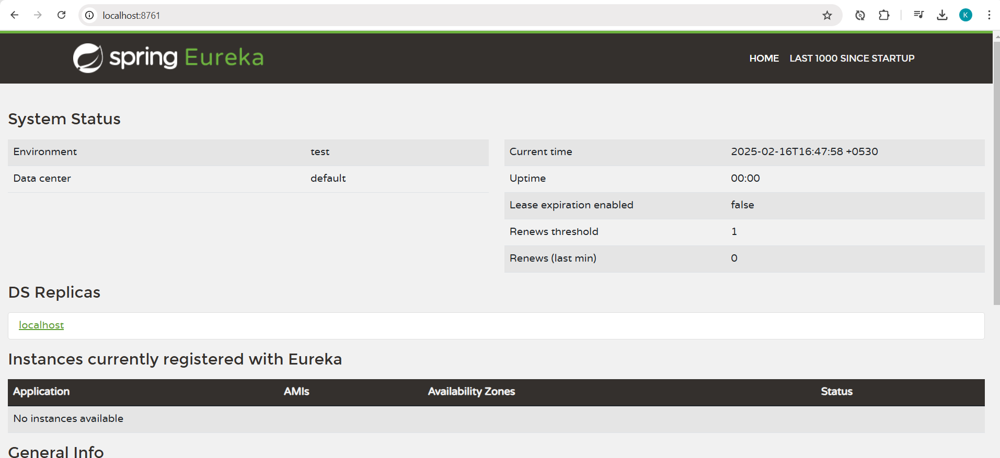 localhost:8761
K
spring Eureka
HOME LAST 1000 SINCE STARTUP
System Status
Environment test
Data center default
Current time 2025-02-16T16:47:58 +0530
Uptime 00:00
Lease expiration enabled false
Renews threshold 1
Renews (last min) 0
DS Replicas
localhost
Instances currently registered with Eureka
Application AMIs Availability Zones Status
No instances available
General Info